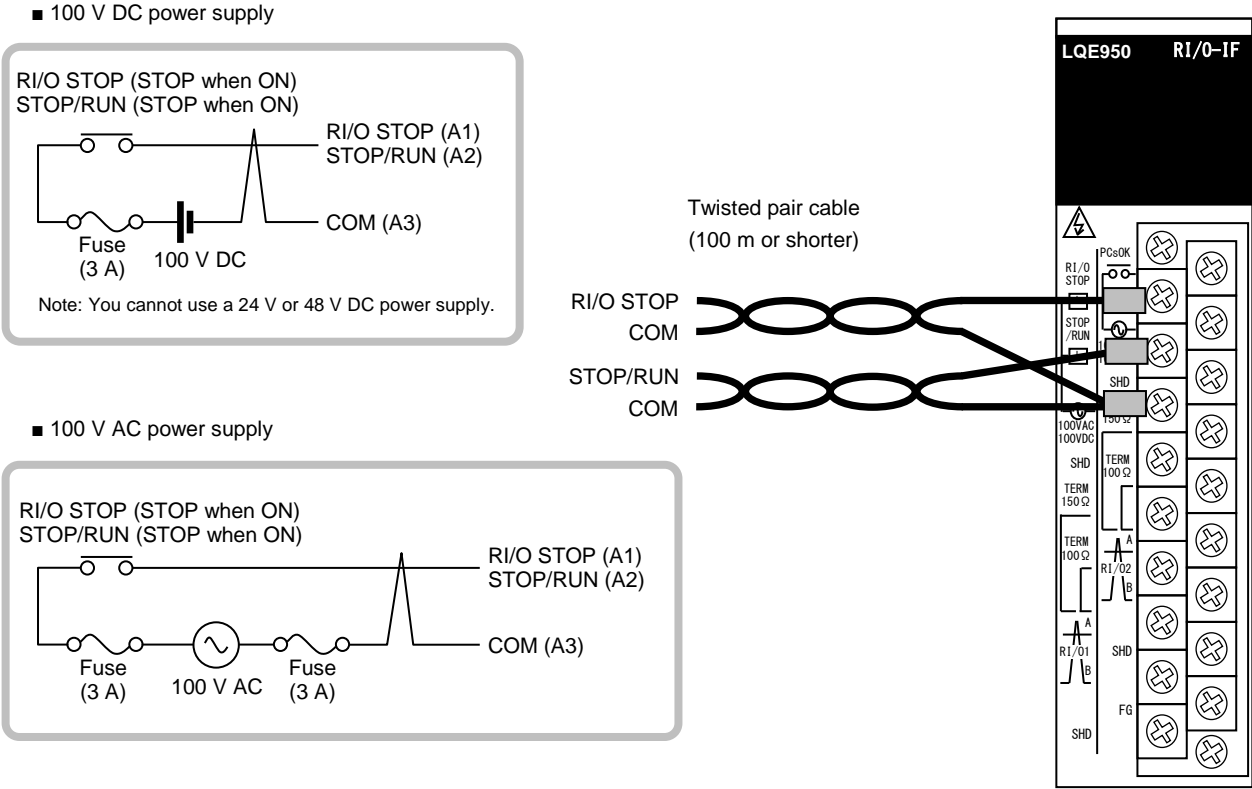 ■ 100 V DC power supply
RI/O STOP (STOP when ON)
STOP/RUN (STOP when ON)
RI/O STOP (A1)
STOP/RUN (A2)
COM (A3)
Fuse
(3 A)
100 V DC
Note: You cannot use a 24 V or 48 V DC power supply.
■ 100 V AC power supply
RI/O STOP (STOP when ON)
STOP/RUN (STOP when ON)
RI/O STOP (A1)
STOP/RUN (A2)
COM (A3)
Fuse
(3 A)
100 V AC
Fuse
(3 A)
Twisted pair cable
(100 m or shorter)
RI/O STOP
COM
STOP/RUN
COM
LQE950 RI/O-IF
PCsOK
RI/O
STOP
STOP
/RUN
SHD
150Ω
100VAC
100VDC
SHD
TERM
100Ω
TERM
150Ω
TERM
100Ω
A
RI/O2
B
A
RI/O1
B
SHD
FG
SHD